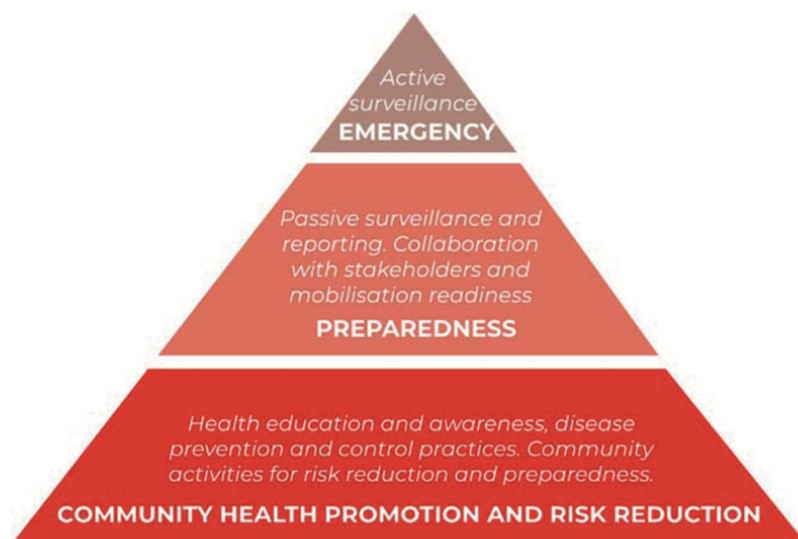 Active
surveillance
EMERGENCY
Passive surveillance and
reporting. Collaboration
with stakeholders and
mobilisation readiness
PREPAREDNESS
Health education and awareness, disease
prevention and control practices. Community
activities for risk reduction and preparedness.
COMMUNITY HEALTH PROMOTION AND RISK REDUCTION